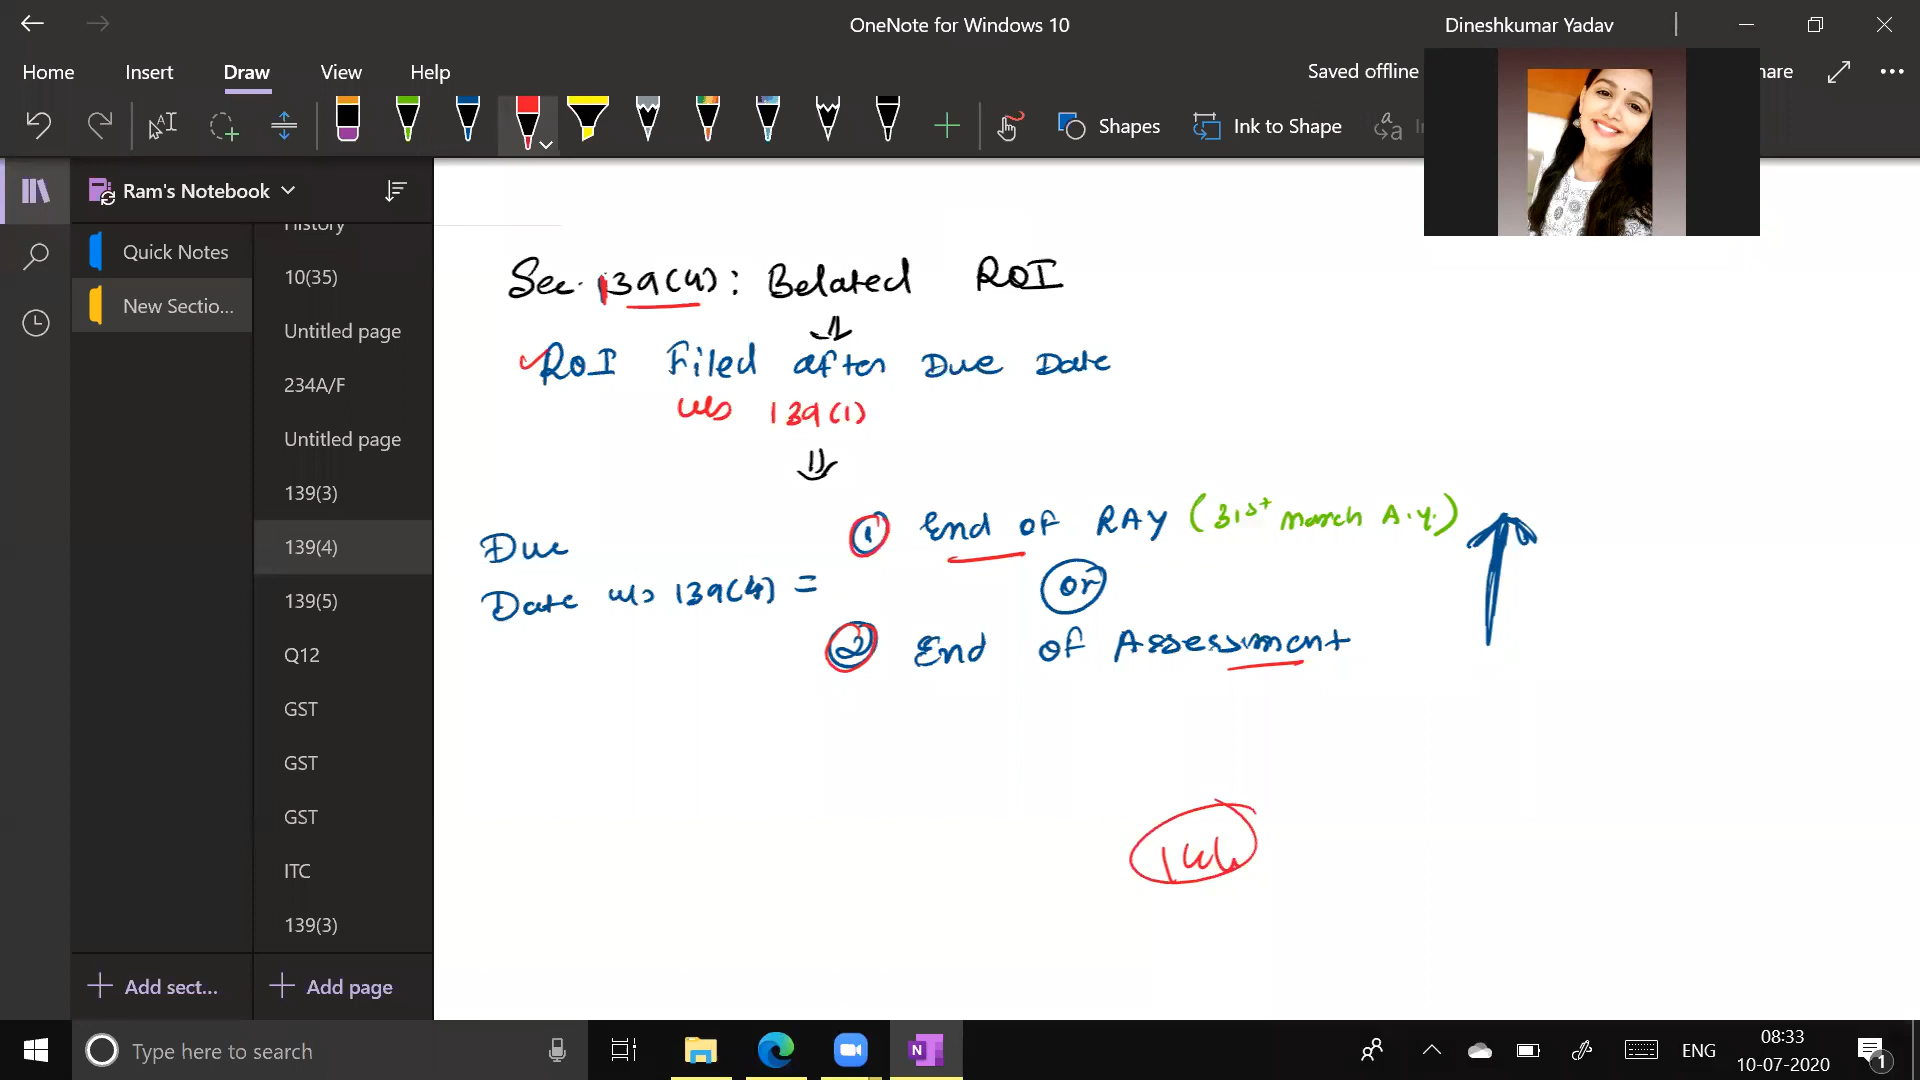 OneNote for Windows 10
Dineshkumar Yadav
Home Insert Draw View Help
Saved offline
hare
Shapes
Ink to Shape
Ram's Notebook
Quick Notes
New Sectio...
History
10(35)
Untitled page
234A/F
Untitled page
139(3)
139(4)
139(5)
Q12
GST
GST
GST
ITC
139(3)
Add sect...
Add page
Sec. 139(4): Belated ROI
ROI Filed after Due Date
u/s 139(1)
① End of RAY (31st March A.Y.)
Due
Date u/s 139(4) =
or
② End of Assessment
Type here to search
ENG
08:33
10-07-2020
1